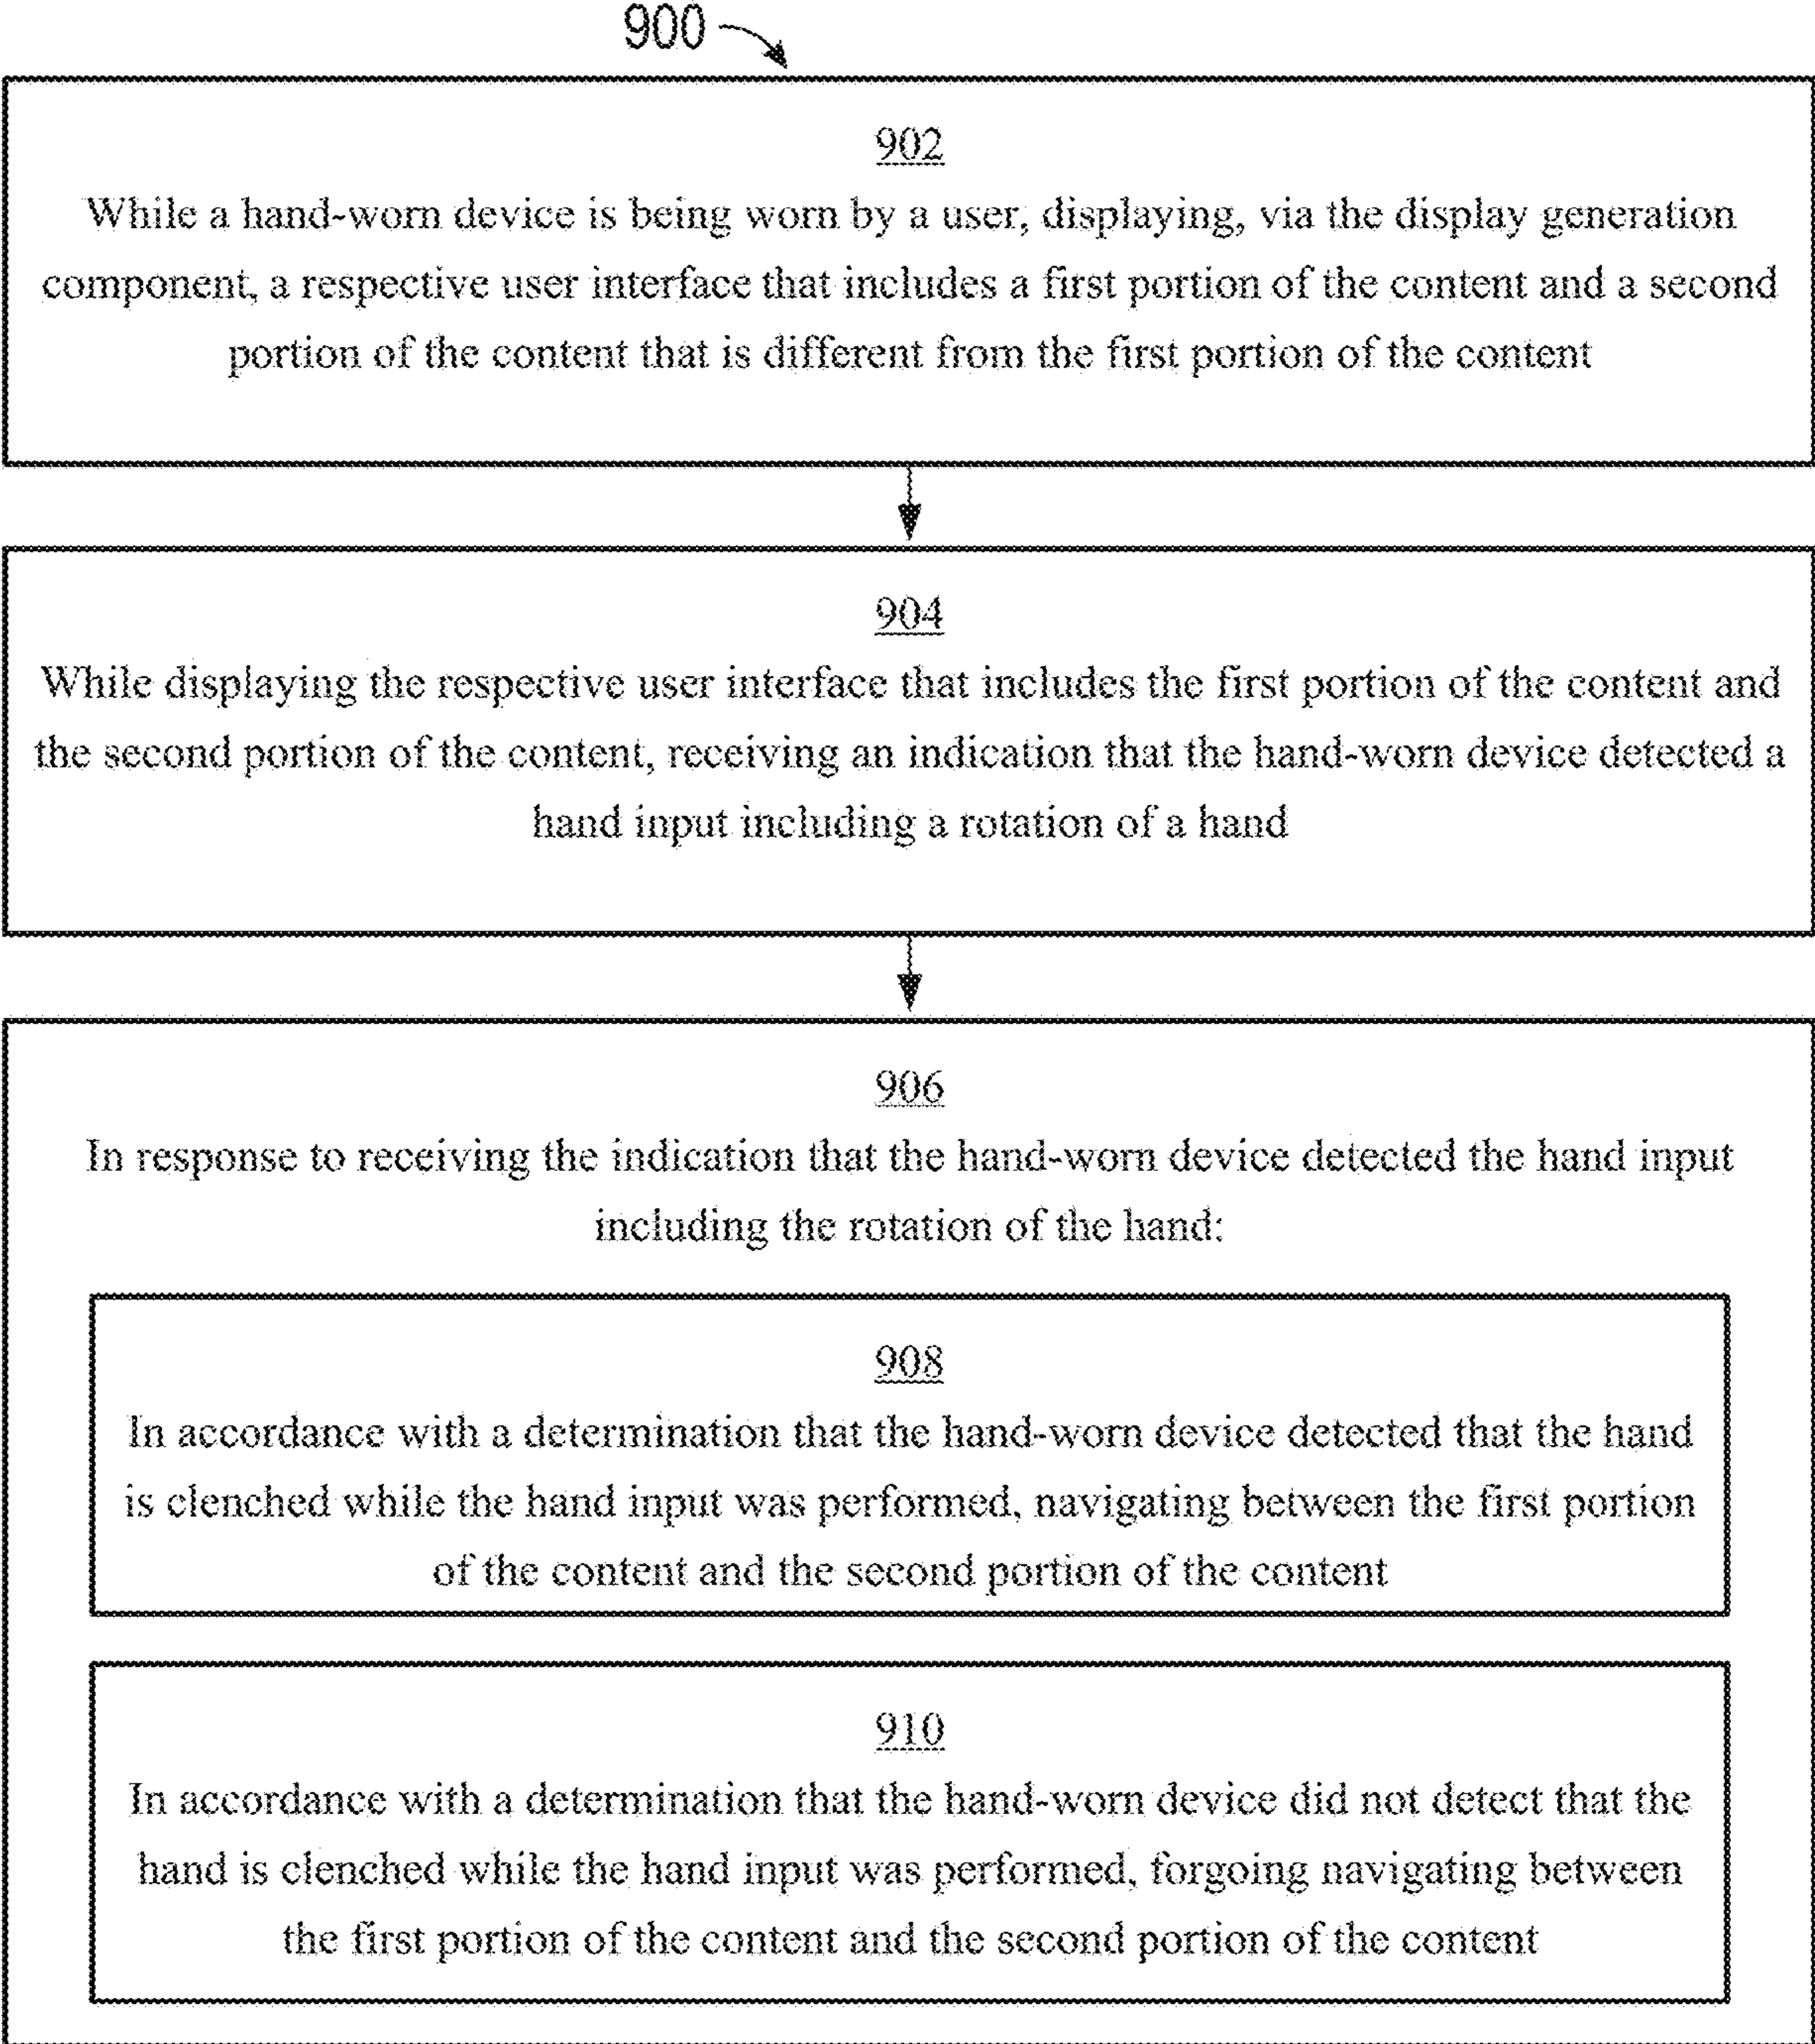 900
902
While a hand-worn device is being worn by a user, displaying, via the display generation
component, a respective user interface that includes a first portion of the content and a second
portion of the content that is different from the first portion of the content
904
While displaying the respective user interface that includes the first portion of the content and
the second portion of the content, receiving an indication that the hand-worn device detected a
hand input including a rotation of a hand
906
In response to receiving the indication that the hand-worn device detected the hand input
including the rotation of the hand:
908
In accordance with a determination that the hand-worn device detected that the hand
is clenched while the hand input was performed, navigating between the first portion
of the content and the second portion of the content
910
In accordance with a determination that the hand-worn device did not detect that the
hand is clenched while the hand input was performed, forgoing navigating between
the first portion of the content and the second portion of the content